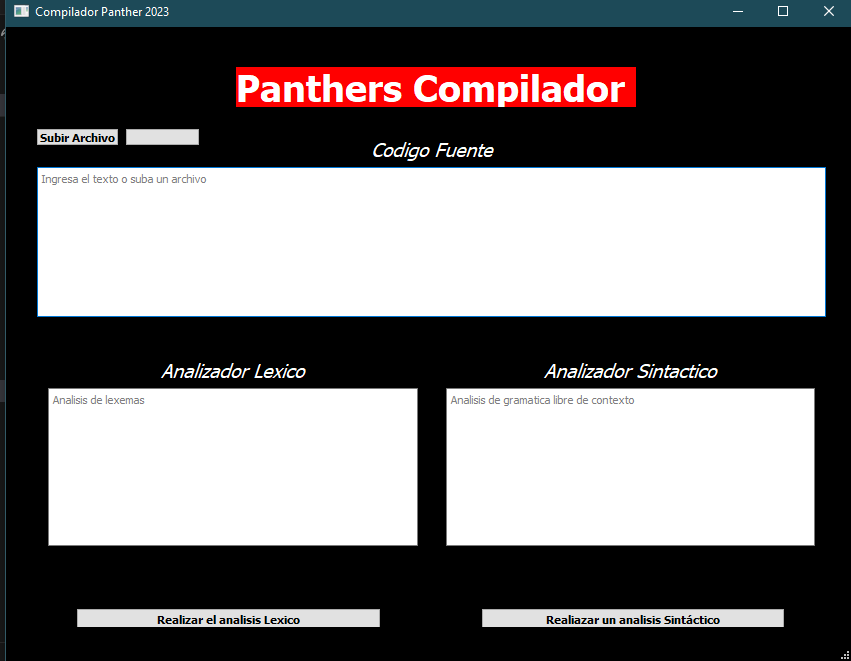 Compilador Panther 2023
Panthers Compilador
Subir Archivo
Codigo Fuente
Ingresa el texto o suba un archivo
Analizador Lexico
Analizador Sintactico
Analisis de lexemas
Analisis de gramatica libre de contexto
Realizar el analisis Lexico
Realiazar un analisis Sintáctico